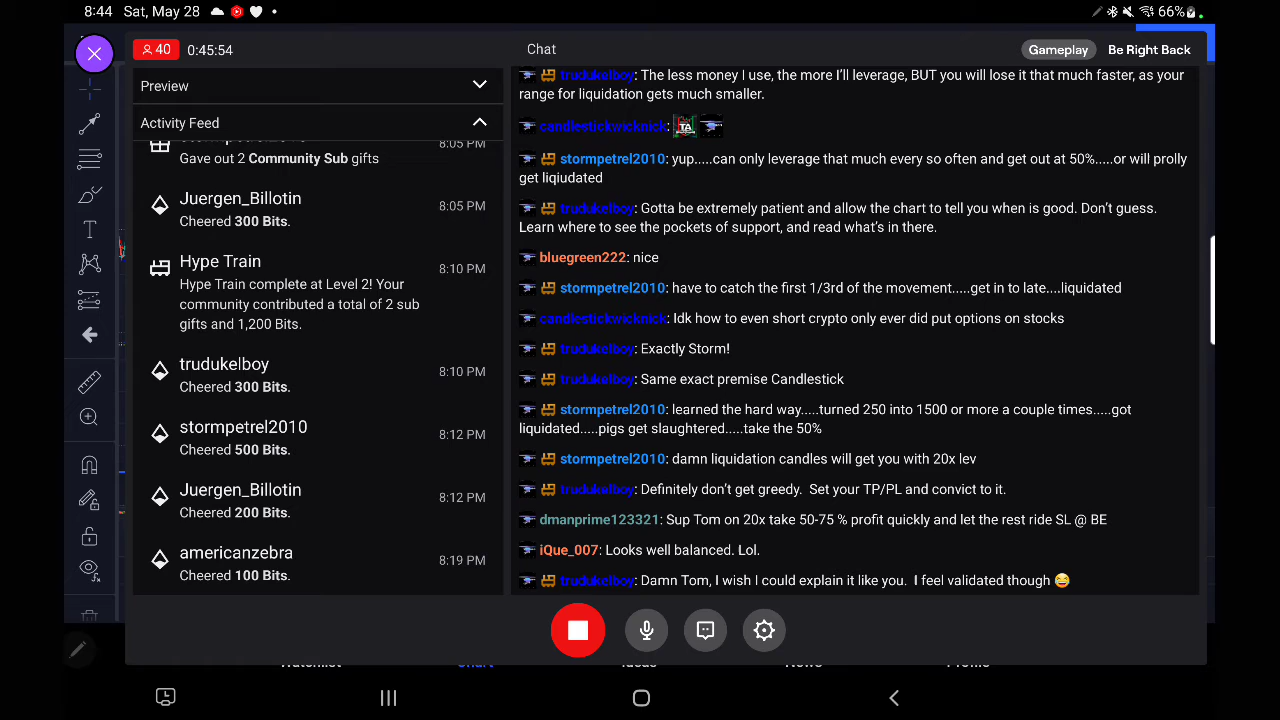 8:44 Sat, May 28
66%
40 0:45:54 Chat Gameplay Be Right Back
Preview
Activity Feed
Gave out 2 Community Sub gifts
8:05 PM
Juergen_Billotin
Cheered 300 Bits.
8:05 PM
Hype Train
Hype Train complete at Level 2! Your
community contributed a total of 2 sub
gifts and 1,200 Bits.
8:10 PM
trudukelboy
Cheered 300 Bits.
8:10 PM
stormpetrel2010
Cheered 500 Bits.
8:12 PM
Juergen_Billotin
Cheered 200 Bits.
8:12 PM
americanzebra
Cheered 100 Bits.
8:19 PM
trudukelboy: The less money I use, the more I'll leverage, BUT you will lose it that much faster, as your
range for liquidation gets much smaller.
candlestickwicknick: TA
stormpetrel2010: yup.....can only leverage that much every so often and get out at 50%.....or will prolly
get liqiudated
trudukelboy: Gotta be extremely patient and allow the chart to tell you when is good. Don't guess.
Learn where to see the pockets of support, and read what's in there.
bluegreen222: nice
stormpetrel2010: have to catch the first 1/3rd of the movement.....get in to late....liquidated
candlestickwicknick: Idk how to even short crypto only ever did put options on stocks
trudukelboy: Exactly Storm!
trudukelboy: Same exact premise Candlestick
stormpetrel2010: learned the hard way.....turned 250 into 1500 or more a couple times.....got
liquidated.....pigs get slaughtered.....take the 50%
stormpetrel2010: damn liquidation candles will get you with 20x lev
trudukelboy: Definitely don't get greedy. Set your TP/PL and convict to it.
dmanprime123321: Sup Tom on 20x take 50-75 % profit quickly and let the rest ride SL @ BE
iQue_007: Looks well balanced. Lol.
trudukelboy: Damn Tom, I wish I could explain it like you. I feel validated though 😂